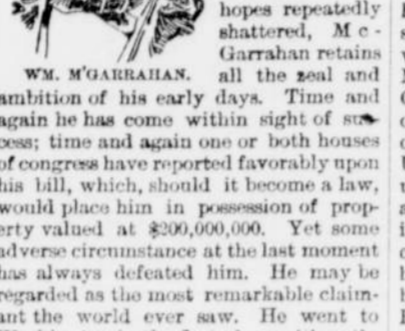 hopes repeatedly
shattered, Mc-
Garrahan retains
WM. M'GARRAHAN.
all the zeal and
ambition of his early days. Time and
again he has come within sight of suc-
cess; time and again one or both houses
of congress have reported favorably upon
his bill, which, should it become a law,
would place him in possession of prop-
erty valued at $200,000,000. Yet some
adverse circumstance at the last moment
has always defeated him. He may be
regarded as the most remarkable claim-
ant the world ever saw. He went to